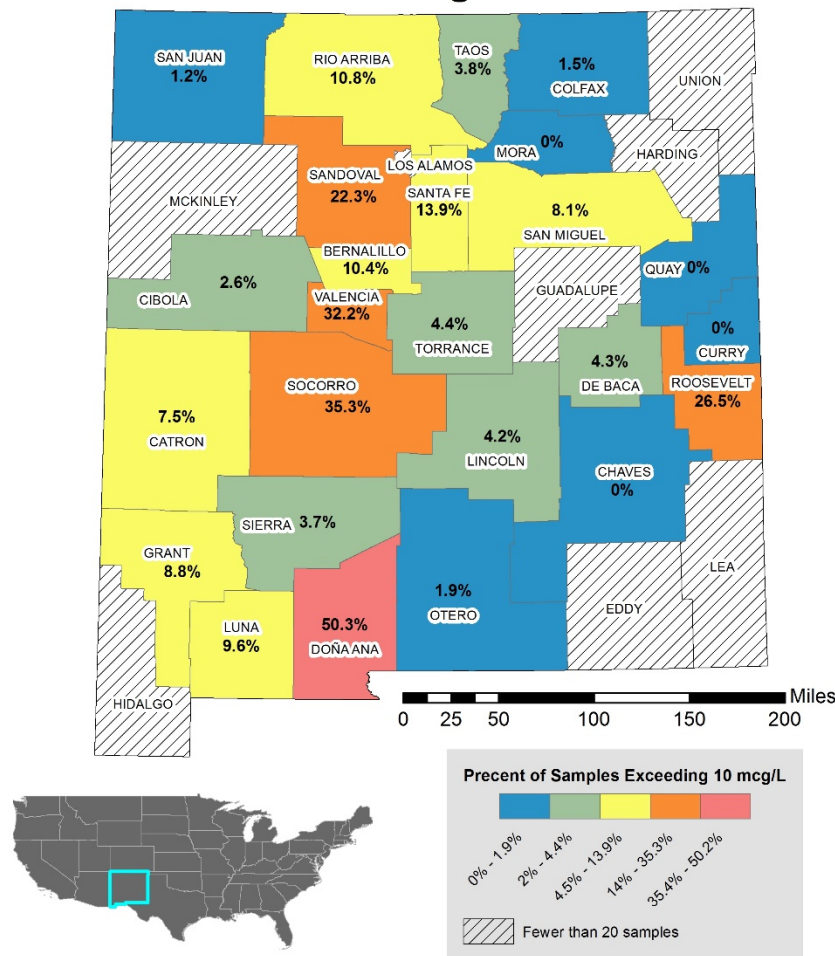 SAN JUAN
1.2%
RIO ARRIBA
10.8%
TAOS
3.8%
1.5%
COLFAX
UNION
0%
MORA
HARDING
LOS ALAMOS
SANDOVAL
22.3%
SANTA FE
13.9%
MCKINLEY
8.1%
SAN MIGUEL
BERNALILLO
10.4%
QUAY 0%
2.6%
CIBOLA
GUADALUPE
VALENCIA
32.2%
4.4%
TORRANCE
0%
CURRY
4.3%
DE BACA
ROOSEVELT
26.5%
SOCORRO
35.3%
7.5%
CATRON
4.2%
LINCOLN
CHAVES
0%
SIERRA 3.7%
GRANT
8.8%
LEA
1.9%
OTERO
EDDY
LUNA
9.6%
50.3%
DOÑA ANA
HIDALGO
Miles
0 25 50 100 150 200
Precent of Samples Exceeding 10 mcg/L
0% - 1.9%
2% - 4.4%
4.5% - 13.9%
14% - 35.3%
35.4% - 50.2%
Fewer than 20 samples